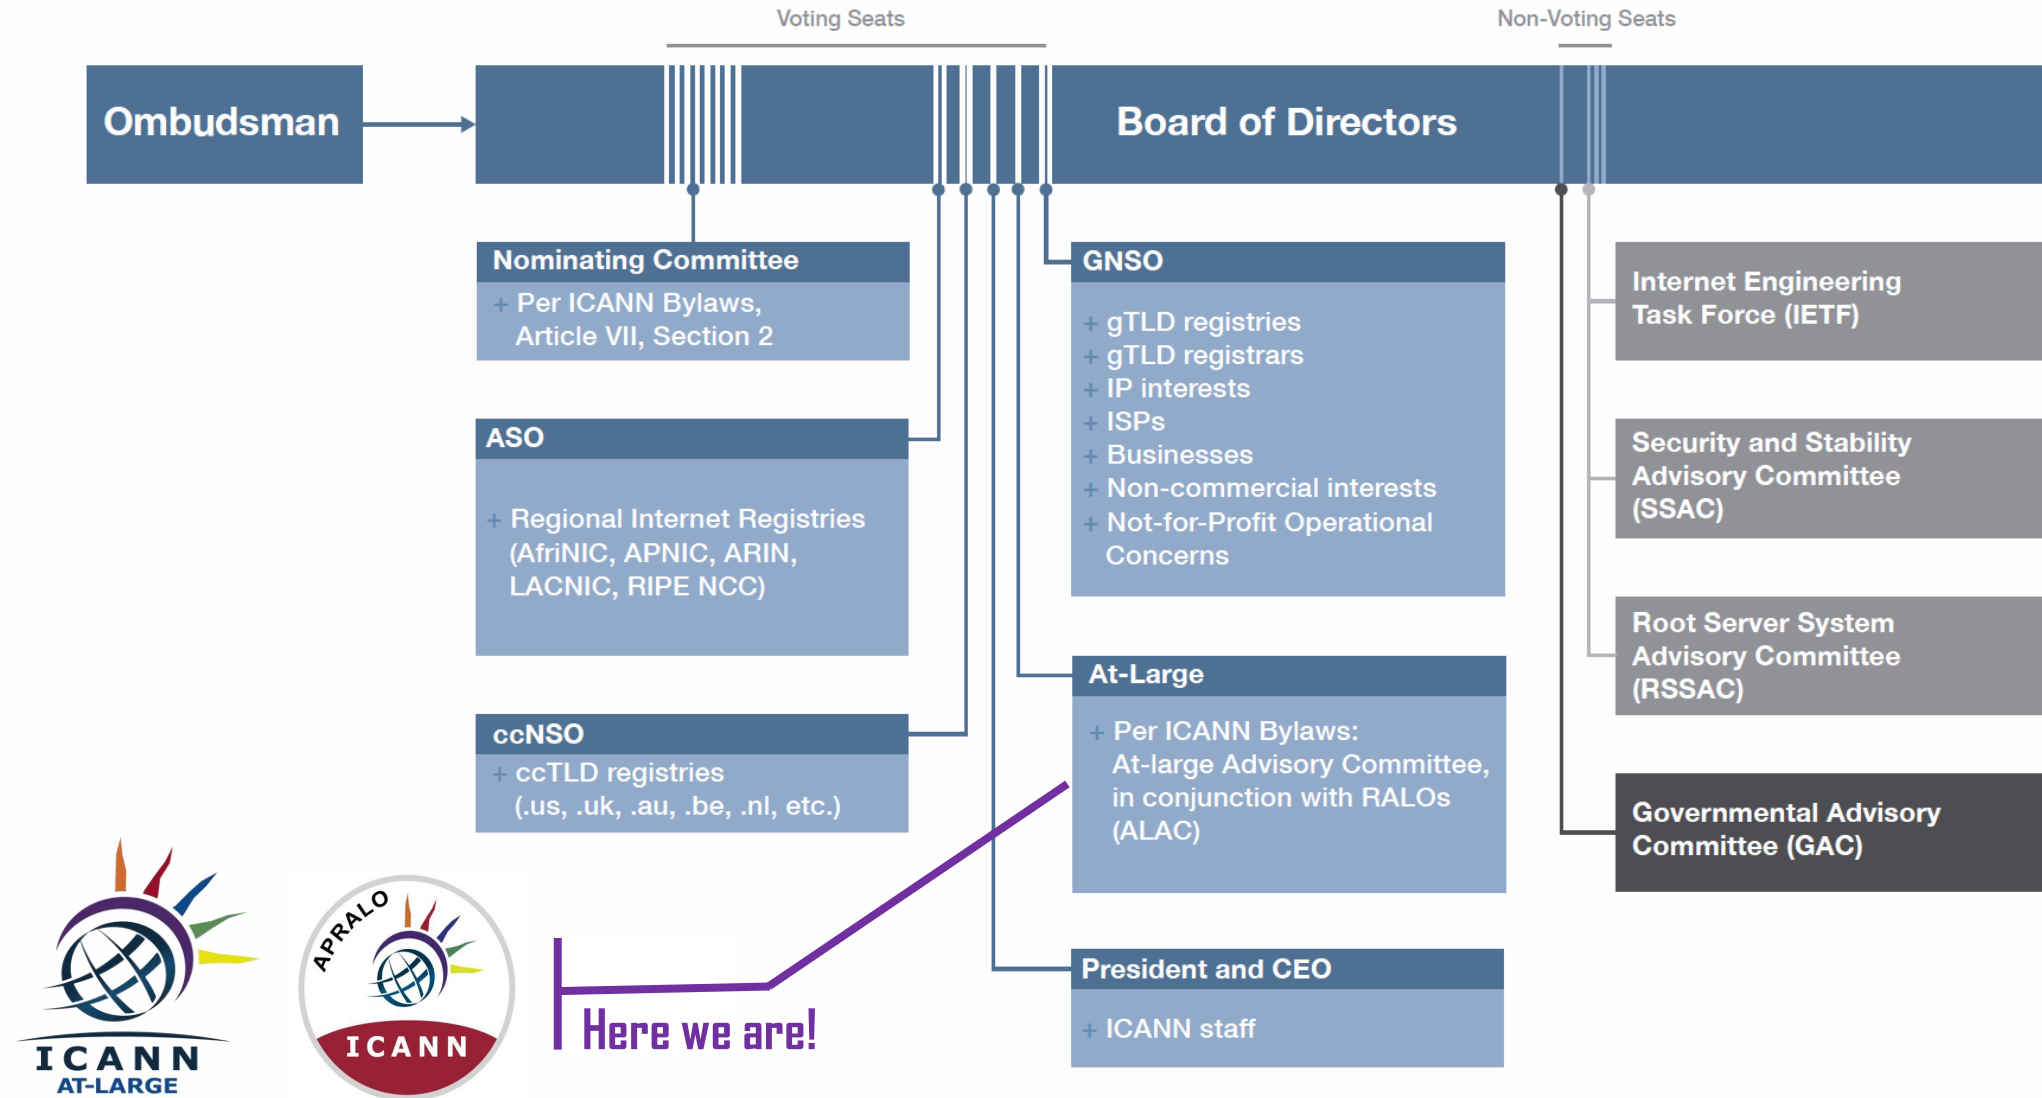 Voting Seats
Non-Voting Seats
Ombudsman
Board of Directors
Nominating Committee
+ Per ICANN Bylaws,
Article VII, Section 2
ASO
+ Regional Internet Registries
(AfriNIC, APNIC, ARIN,
LACNIC, RIPE NCC)
ccNSO
+ ccTLD registries
(.us, .uk, .au, .be, .nl, etc.)
GNSO
+ gTLD registries
+ gTLD registrars
+ IP interests
+ ISPs
+ Businesses
+ Non-commercial interests
+ Not-for-Profit Operational
Concerns
At-Large
+ Per ICANN Bylaws:
At-large Advisory Committee,
in conjunction with RALOs
(ALAC)
President and CEO
+ ICANN staff
Internet Engineering
Task Force (IETF)
Security and Stability
Advisory Committee
(SSAC)
Root Server System
Advisory Committee
(RSSAC)
Governmental Advisory
Committee (GAC)
ICANN
AT-LARGE
APRALO
ICANN
Here we are!